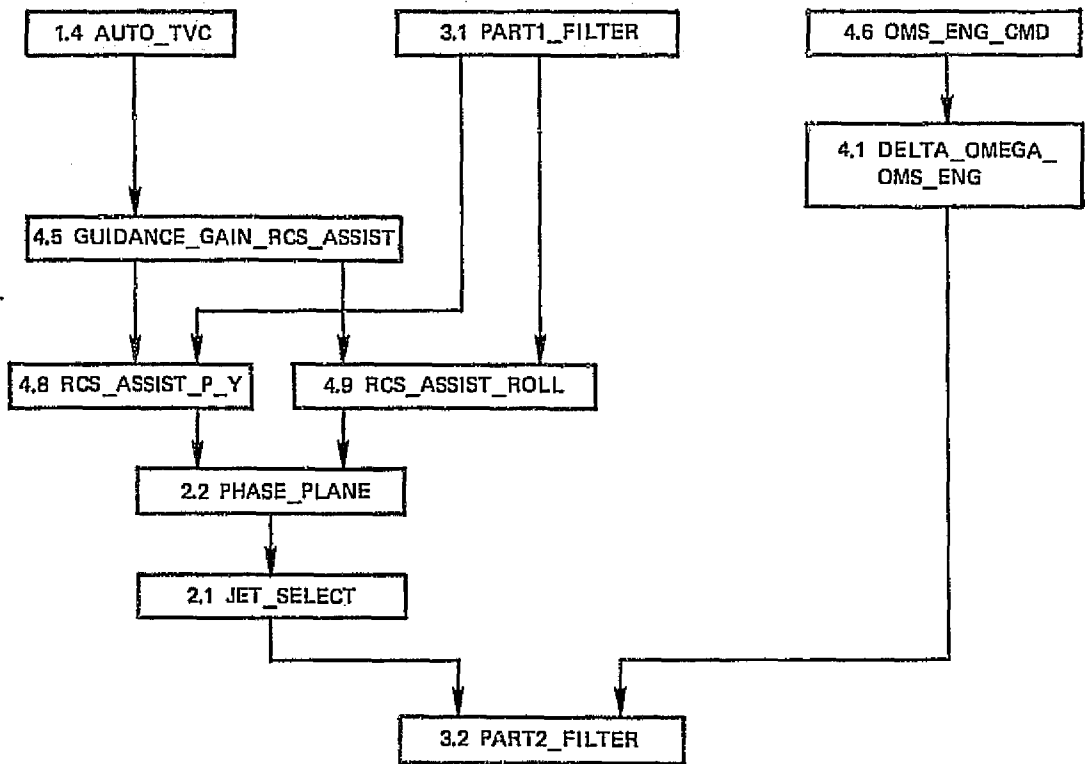 1.4 AUTO_TVC
3.1 PART1_FILTER
4.6 OMS_ENG_CMD
4.1 DELTA_OMEGA_
OMS_ENG
4.5 GUIDANCE_GAIN_RCS_ASSIST
4.8 RCS_ASSIST_P_Y
4.9 RCS_ASSIST_ROLL
2.2 PHASE_PLANE
2.1 JET_SELECT
3.2 PART2_FILTER